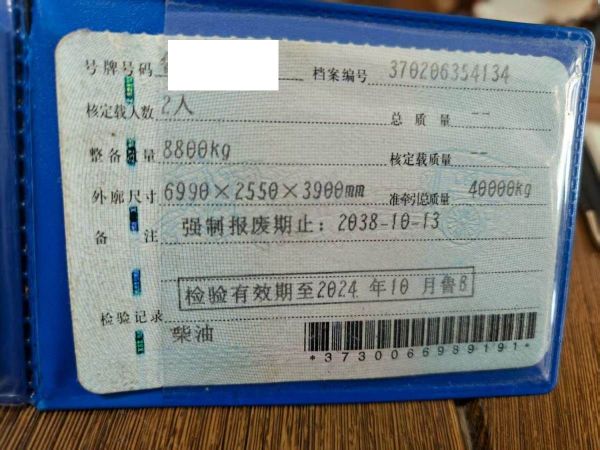 号牌号码 档案编号 370206354134
核定载人数 2人 总质量 --
整备质量 8800kg 核定载质量 --
外廓尺寸 6990×2550×3900mm 准牵引总质量 40000kg
备注 强制报废期止：2038-10-13
检验有效期至2024年10月鲁B
检验记录
柴油
*3730066989191*